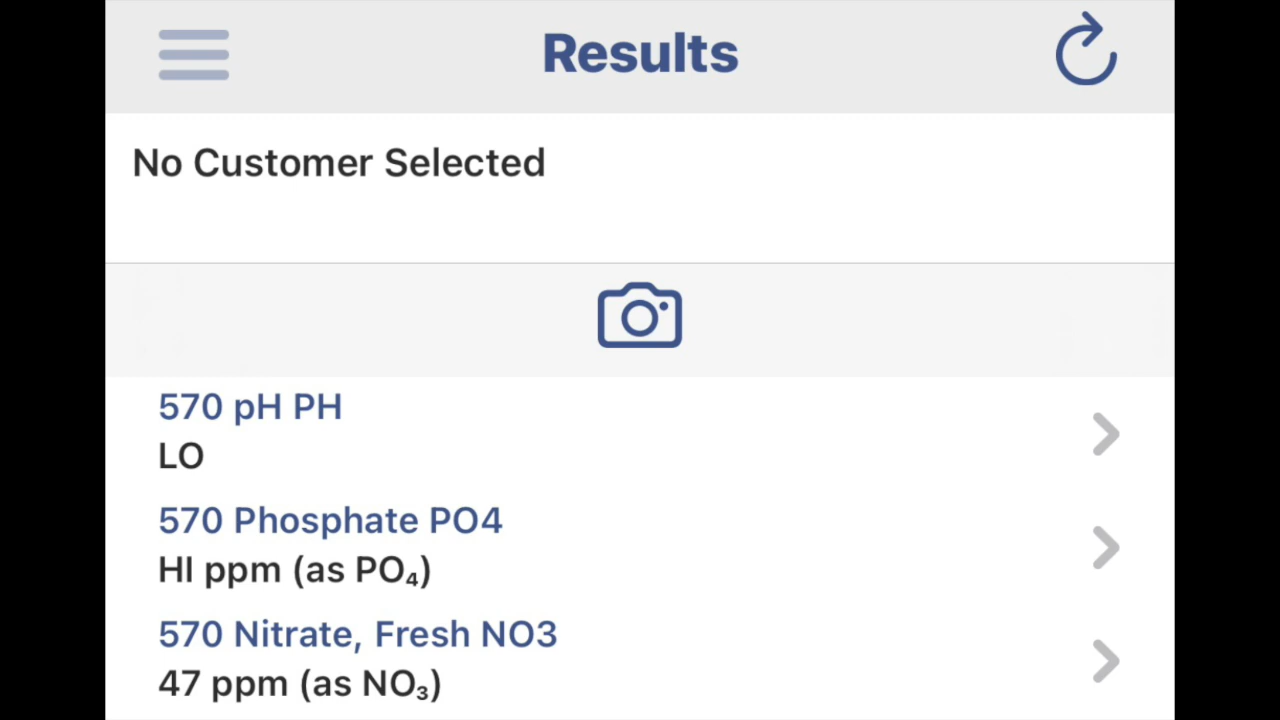 Results
No Customer Selected
570 pH PH
LO
570 Phosphate PO4
HI ppm (as PO₄)
570 Nitrate, Fresh NO3
47 ppm (as NO₃)